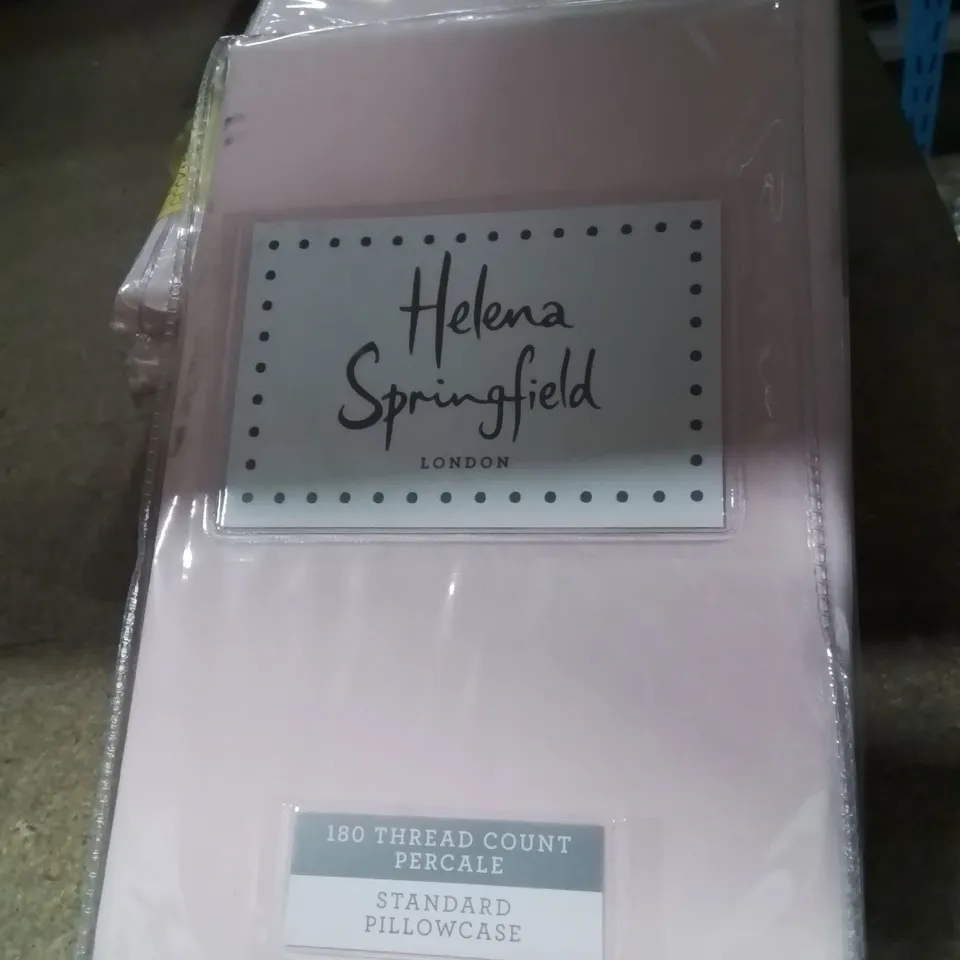 Helena
Springfield
LONDON
180 THREAD COUNT
PERCALE
STANDARD
PILLOWCASE